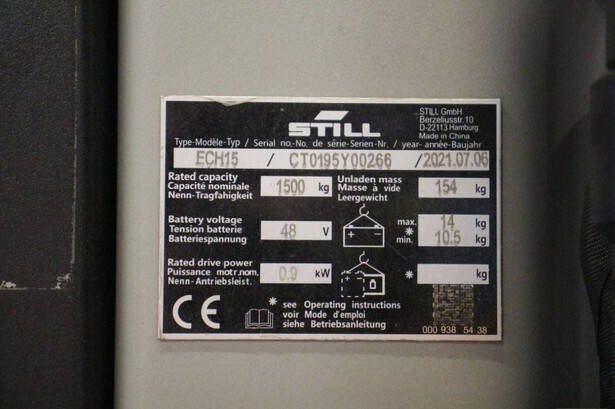 STILL
STILL GmbH
Berzeliusstr.10
D-22113 Hamburg
Made in China
Type-Modèle-Typ / Serial no.-No. de série-Serien-Nr. / year- année-Baujahr
ECH15 / CT0195Y00266 / 2021.07.06
Rated capacity
Capacité nominale
Nenn-Tragfahigkeit
1500 kg
Unladen mass
Masse à vide
Leergewicht
154 kg
Battery voltage
Tension batterie
Batteriespannung
48 V
max. 14 kg
*
min. 10.5 kg
Rated drive power
Puissance motr.nom.
Nenn-Antriebsleist.
0.9 kW
* kg
CE
* see Operating instructions
voir Mode d'emploi
siehe Betriebsanleitung
000 938 54 38